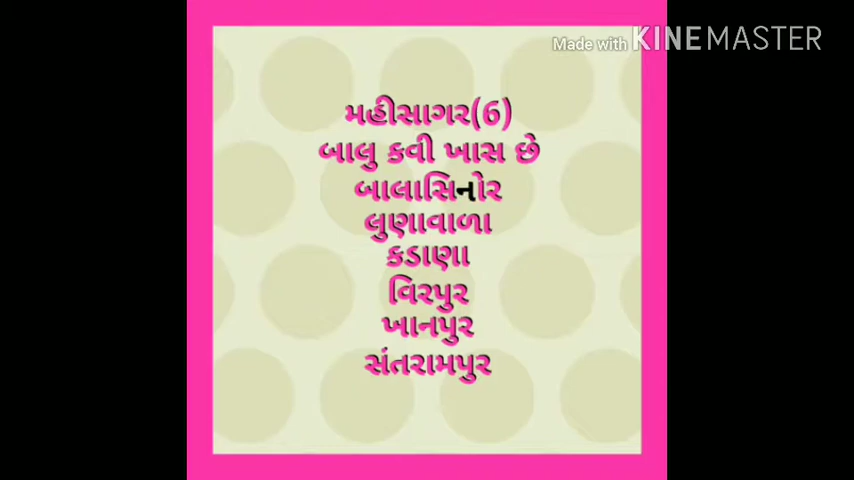 Made with KINEMASTER
મહીસાગર(6)
બાલુ કવી ખાસ છે
બાલાસિનોર
લુણાવાળા
કડાણા
વિરપુર
ખાનપુર
સંતરામપુર